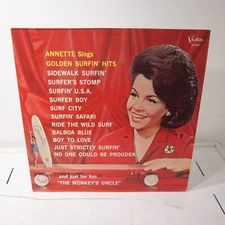 Vista
ANNETTE Sings
GOLDEN SURFIN' HITS
SIDEWALK SURFIN'
SURFER'S STOMP
SURFIN' U.S.A.
SURFER BOY
SURF CITY
SURFIN' SAFARI
RIDE THE WILD SURF
BALBOA BLUE
BOY TO LOVE
JUST STRICTLY SURFIN'
NO ONE COULD BE PROUDER
and just for fun
"THE MONKEY'S UNCLE"